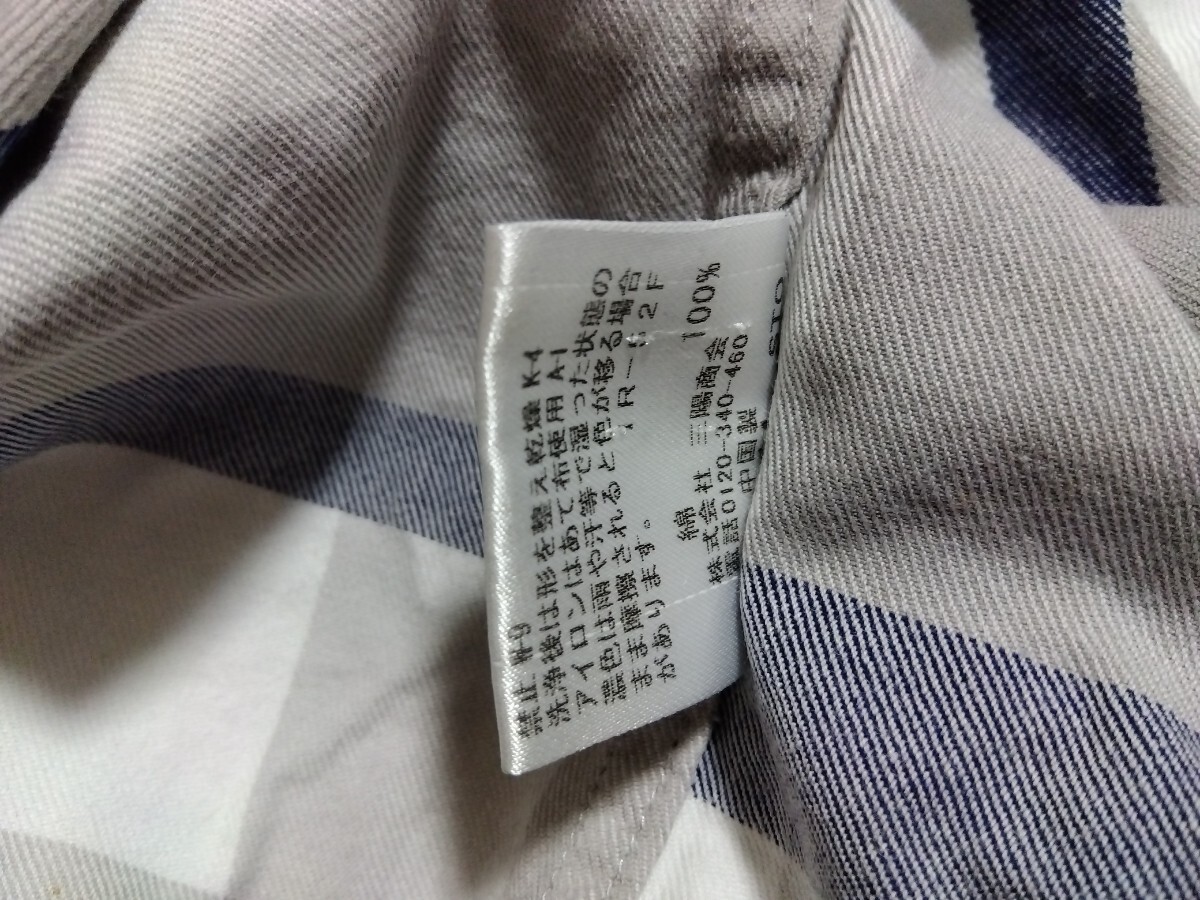 禁止 W-9
洗浄後は形を整え乾燥 K-4
アイロンはあて布使用 A-1
濃色は雨や汗等で湿った状態の
まま摩擦されると色が移る場合
があります。
綿 100%
株式会社 三陽商会
電話0120-340-460
中国製